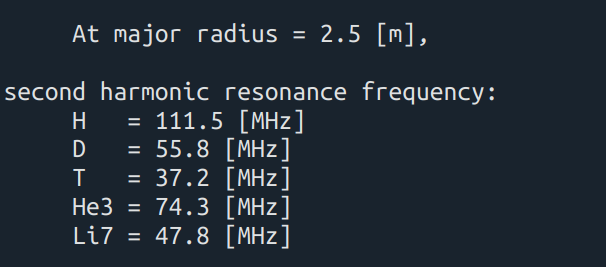 At major radius = 2.5 [m],
second harmonic resonance frequency:
H = 111.5 [MHz]
D = 55.8 [MHz]
T = 37.2 [MHz]
He3 = 74.3 [MHz]
Li7 = 47.8 [MHz]